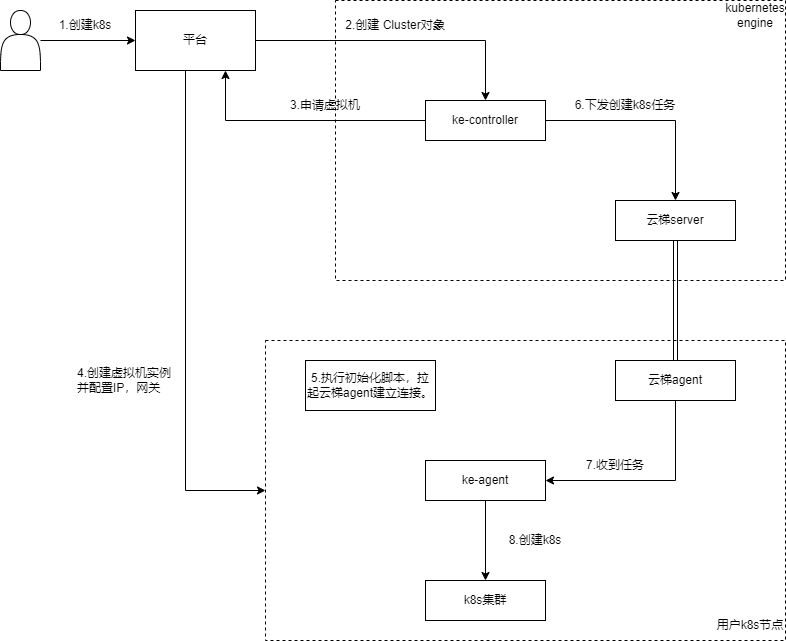 1.创建k8s
平台
2.创建 Cluster对象
kubernetes
engine
3.申请虚拟机
ke-controller
6.下发创建k8s任务
云梯server
4.创建虚拟机实例
并配置IP，网关
5.执行初始化脚本，拉
起云梯agent建立连接。
云梯agent
7.收到任务
ke-agent
8.创建k8s
k8s集群
用户k8s节点